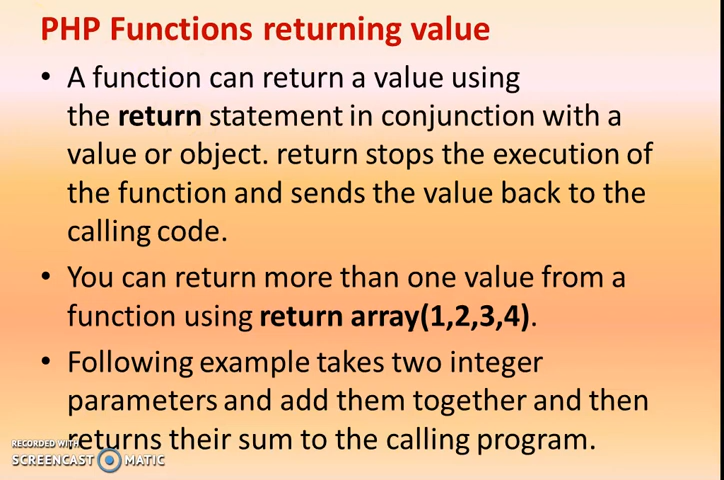 PHP Functions returning value
• A function can return a value using
the return statement in conjunction with a
value or object. return stops the execution of
the function and sends the value back to the
calling code.
• You can return more than one value from a
function using return array(1,2,3,4).
• Following example takes two integer
parameters and add them together and then
returns their sum to the calling program.
RECORDED WITH
SCREENCAST MATIC